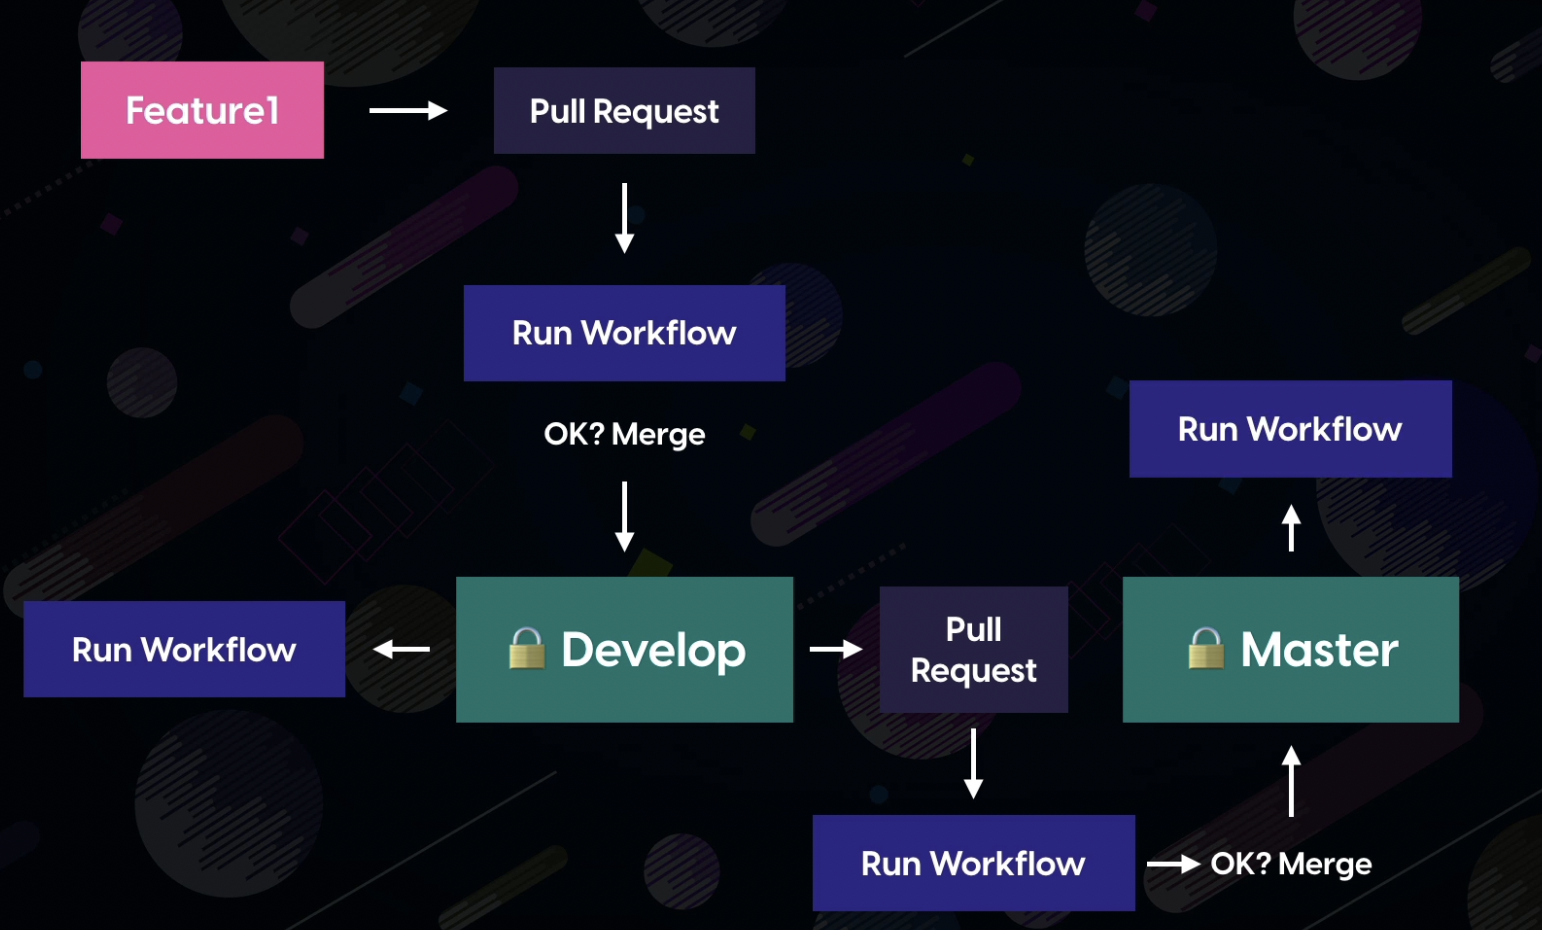 Feature1
Pull Request
Run Workflow
OK? Merge
Run Workflow
Run Workflow
Develop
Pull
Request
Master
Run Workflow
OK? Merge